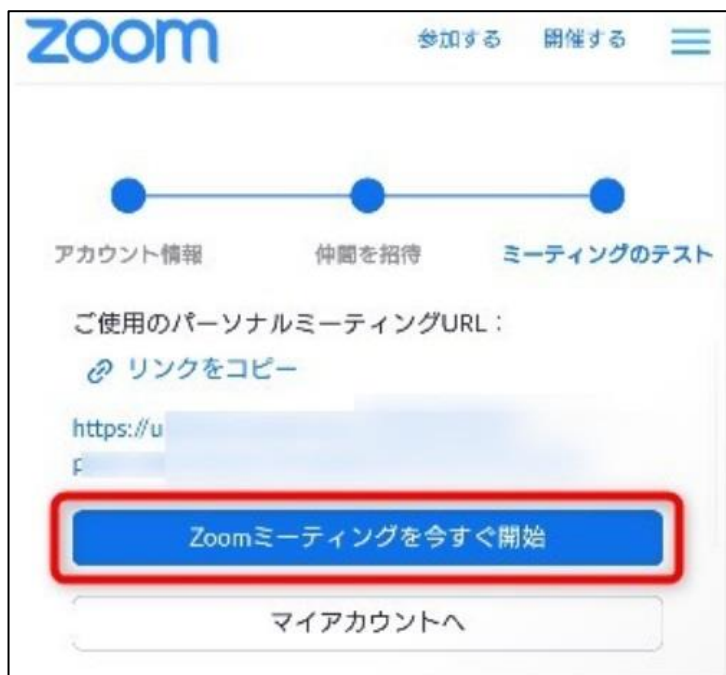 zoom
参加する 開催する
アカウント情報 仲間を招待 ミーティングのテスト
ご使用のパーソナルミーティングURL：
リンクをコピー
https://u
p
Zoomミーティングを今すぐ開始
マイアカウントへ